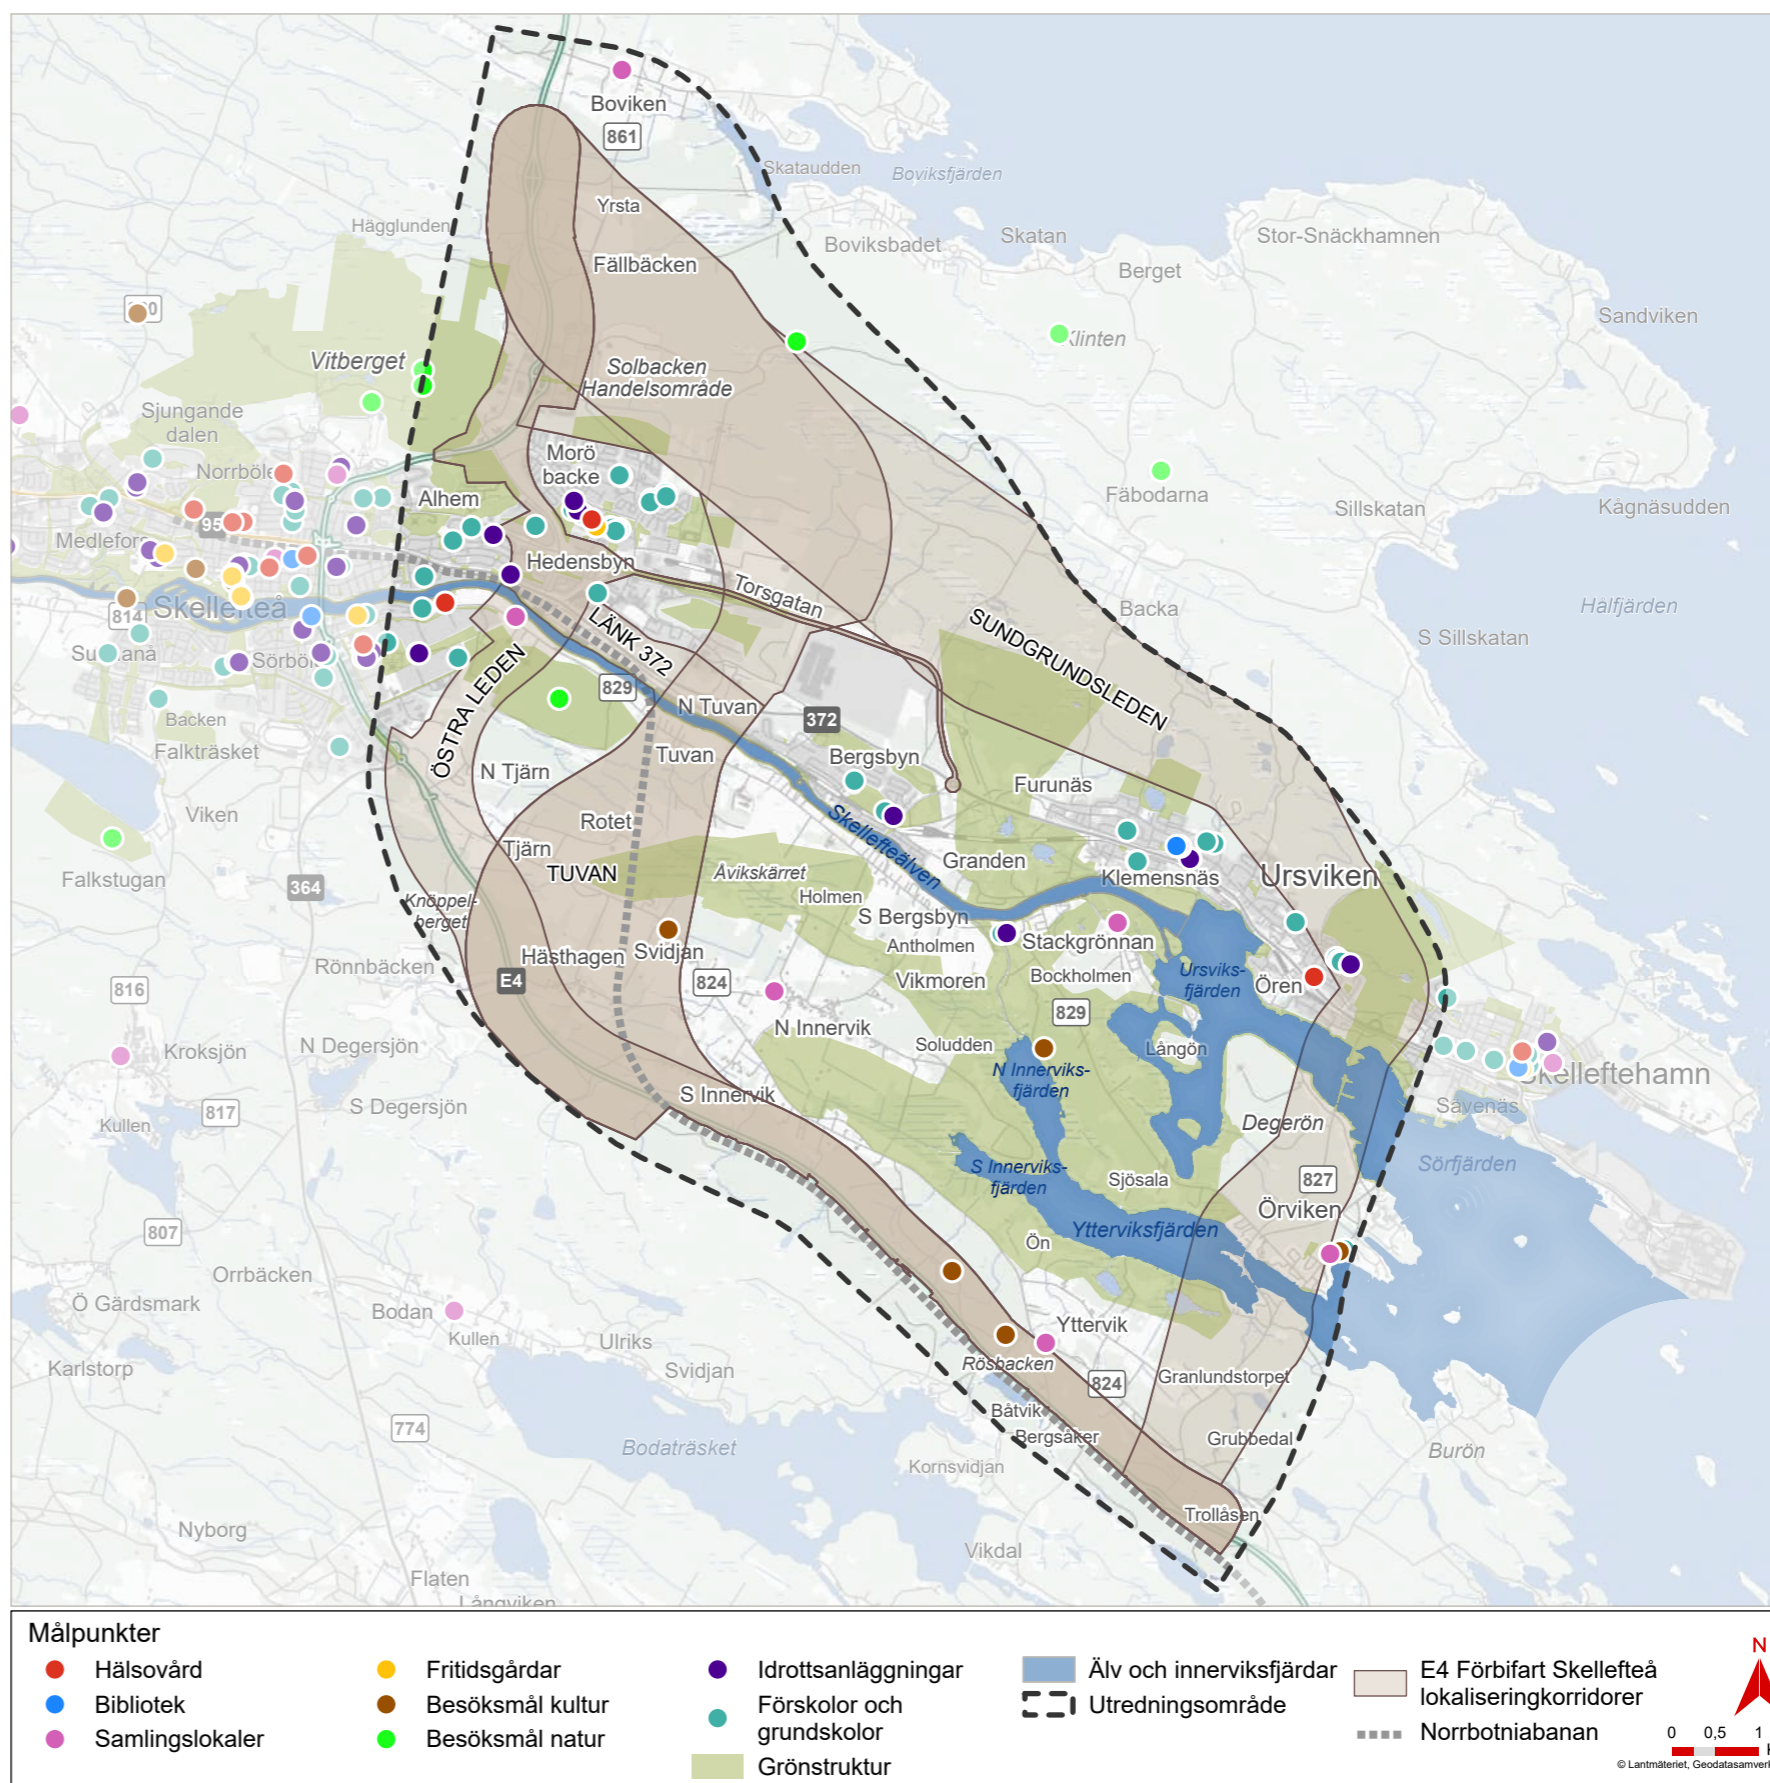 Boviken
861
Skataudden
Boviksfjärden
Yrsta
Hägglunden
Boviksbadet
Skatan
Stor-Snäckhamnen
Fällbäcken
Berget
Sandviken
Klinten
Vitberget
Solbacken
Handelsområde
Sjungande
dalen
Norrböle
Morö
backe
Alhem
Fäbodarna
Sillskatan
Kågnäsudden
95
Medlefors
Hedensbyn
Torsgatan
Skellefteå
814
Backa
Hålfjärden
S Sillskatan
LÄNK 372
SUNDGRUNDSLEDEN
ÖSTRA LEDEN
829
N Tuvan
372
Backen
Falkträsket
Tuvan
Bergsbyn
N Tjärn
Furunäs
Viken
Rotet
Skellefteälven
Tjärn
TUVAN
Avikskärret
Granden
Klemensnäs
Ursviken
Falkstugan
364
Holmen
Knöppel-
berget
S Bergsbyn
Antholmen
Stackgrönnan
Hästhagen
Svidjan
Rönnbäcken
E4
824
Vikmoren
Bockholmen
Ursviks-
fjärden
Ören
816
829
N Innervik
Kroksjön
N Degersjön
Soludden
Långön
N Innerviks-
fjärden
Skelleftehamn
S Innervik
S Degersjön
817
Kullen
Sävenäs
Degerön
S Innerviks-
fjärden
Sjösala
827
Sörfjärden
Örviken
807
Ytterviksfjärden
Ön
Orrbäcken
Ö Gärdsmark
Bodan
Kullen
Ulriks
Yttervik
Rösbacken
Karlstorp
Svidjan
824
Granlundstorpet
Båtvik
774
Bodaträsket
Bergsåker
Grubbedal
Burön
Kornsvidjan
Trollåsen
Nyborg
Vikdal
Flaten
Långviken
Målpunkter
Hälsovård
Bibliotek
Samlingslokaler
Fritidsgårdar
Besöksmål kultur
Besöksmål natur
Idrottsanläggningar
Förskolor och
grundskolor
Grönstruktur
Älv och innerviksfjärdar
Utredningsområde
E4 Förbifart Skellefteå
lokaliseringkorridorer
Norrbotniabanan
N
0 0,5 1
© Lantmäteriet, Geodatasamverk